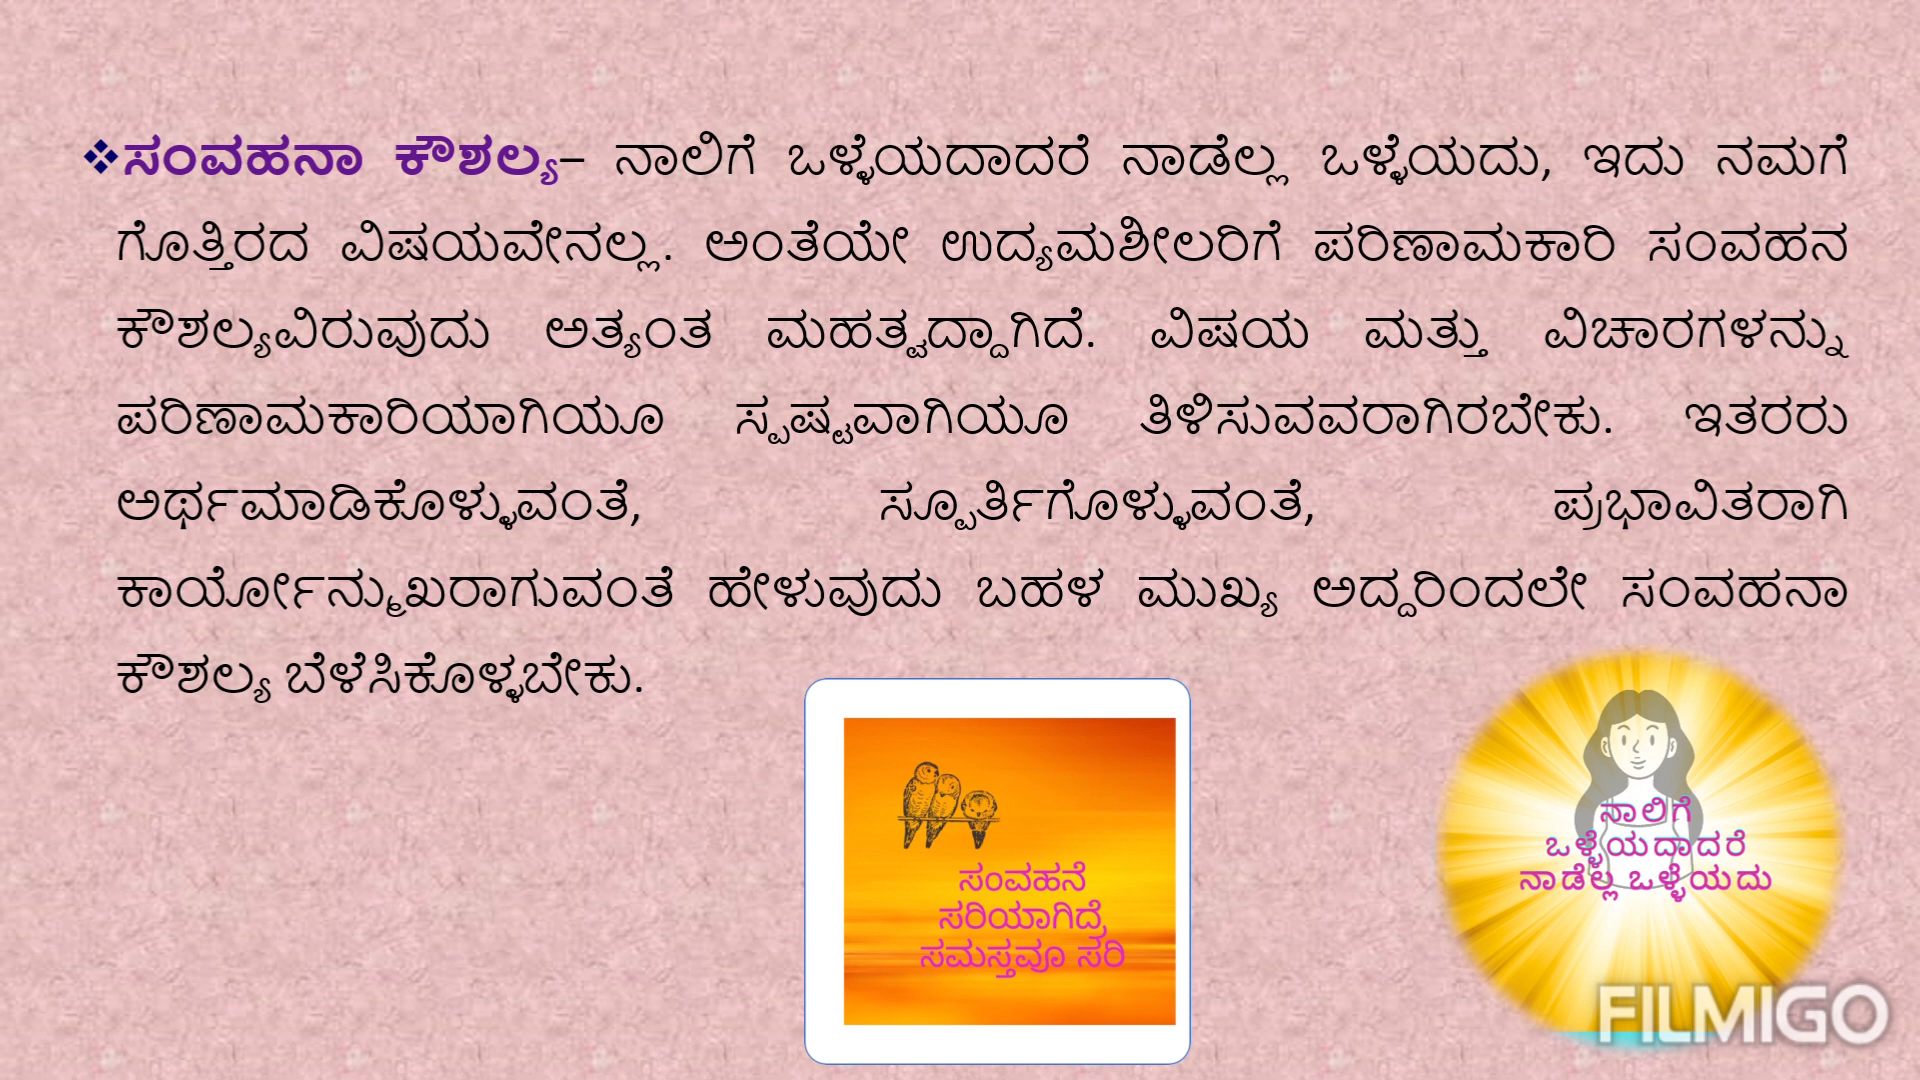 ❖ಸಂವಹನಾ ಕೌಶಲ್ಯ– ನಾಲಿಗೆ ಒಳ್ಳೆಯದಾದರೆ ನಾಡೆಲ್ಲ ಒಳ್ಳೆಯದು, ಇದು ನಮಗೆ
ಗೊತ್ತಿರದ ವಿಷಯವೇನಲ್ಲ. ಅಂತೆಯೇ ಉದ್ಯಮಶೀಲರಿಗೆ ಪರಿಣಾಮಕಾರಿ ಸಂವಹನ
ಕೌಶಲ್ಯವಿರುವುದು ಅತ್ಯಂತ ಮಹತ್ವದ್ದಾಗಿದೆ. ವಿಷಯ ಮತ್ತು ವಿಚಾರಗಳನ್ನು
ಪರಿಣಾಮಕಾರಿಯಾಗಿಯೂ ಸ್ಪಷ್ಟವಾಗಿಯೂ ತಿಳಿಸುವವರಾಗಿರಬೇಕು. ಇತರರು
ಅರ್ಥಮಾಡಿಕೊಳ್ಳುವಂತೆ, ಸ್ಪೂರ್ತಿಗೊಳ್ಳುವಂತೆ, ಪ್ರಭಾವಿತರಾಗಿ
ಕಾರ್ಯೋನ್ಮುಖರಾಗುವಂತೆ ಹೇಳುವುದು ಬಹಳ ಮುಖ್ಯ ಅದ್ದರಿಂದಲೇ ಸಂವಹನಾ
ಕೌಶಲ್ಯ ಬೆಳೆಸಿಕೊಳ್ಳಬೇಕು.
ಸಂವಹನೆ
ಸರಿಯಾಗಿದ್ರೆ
ಸಮಸ್ತವೂ ಸರಿ
ನಾಲಿಗೆ
ಒಳ್ಳೆಯದಾದರೆ
ನಾಡೆಲ್ಲ ಒಳ್ಳೆಯದು
FILMIGO